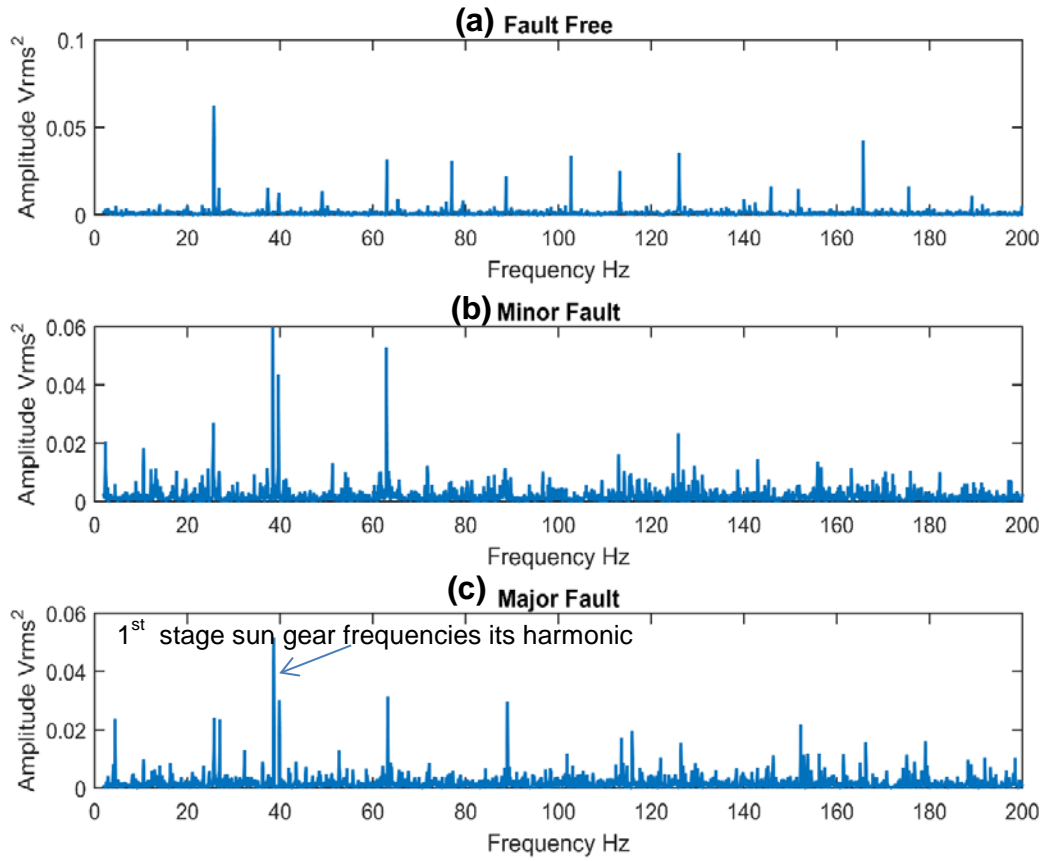 (a) Fault Free
Amplitude Vrms²
0.1
0.05
0
0 20 40 60 80 100 120 140 160 180 200
Frequency Hz
(b) Minor Fault
Amplitude Vrms²
0.06
0.04
0.02
0
0 20 40 60 80 100 120 140 160 180 200
Frequency Hz
(c) Major Fault
Amplitude Vrms²
0.06
1st stage sun gear frequencies its harmonic
0.04
0.02
0
0 20 40 60 80 100 120 140 160 180 200
Frequency Hz